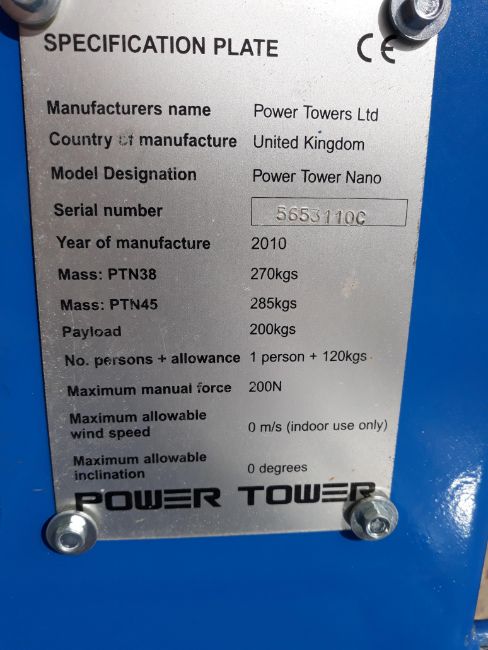 SPECIFICATION PLATE CE
Manufacturers name Power Towers Ltd
Country of manufacture United Kingdom
Model Designation Power Tower Nano
Serial number 5653110C
Year of manufacture 2010
Mass: PTN38 270kgs
Mass: PTN45 285kgs
Payload 200kgs
No. persons + allowance 1 person + 120kgs
Maximum manual force 200N
Maximum allowable
wind speed 0 m/s (indoor use only)
Maximum allowable
inclination 0 degrees
POWER TOWER